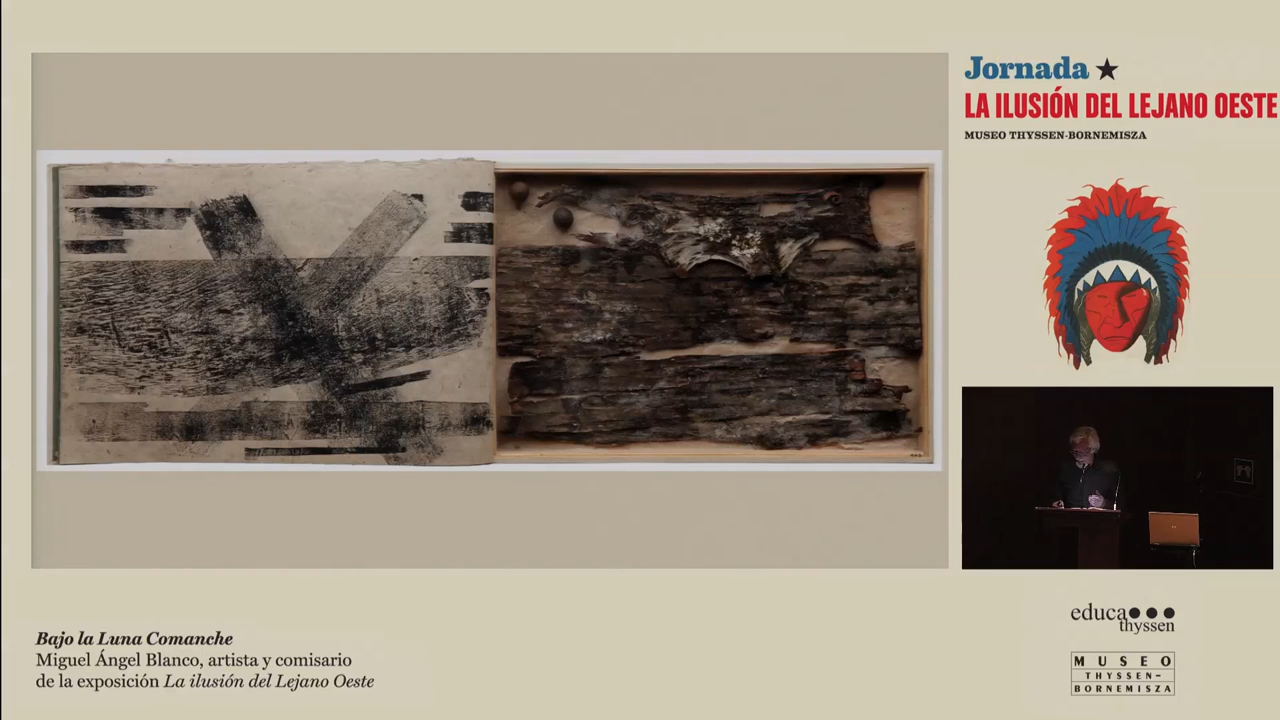 Jornada
LA ILUSIÓN DEL LEJANO OESTE
MUSEO THYSSEN-BORNEMISZA
Bajo la Luna Comanche
Miguel Ángel Blanco, artista y comisario
de la exposición La ilusión del Lejano Oeste
educa
thyssen
MUSEO
THYSSEN-
BORNEMISZA